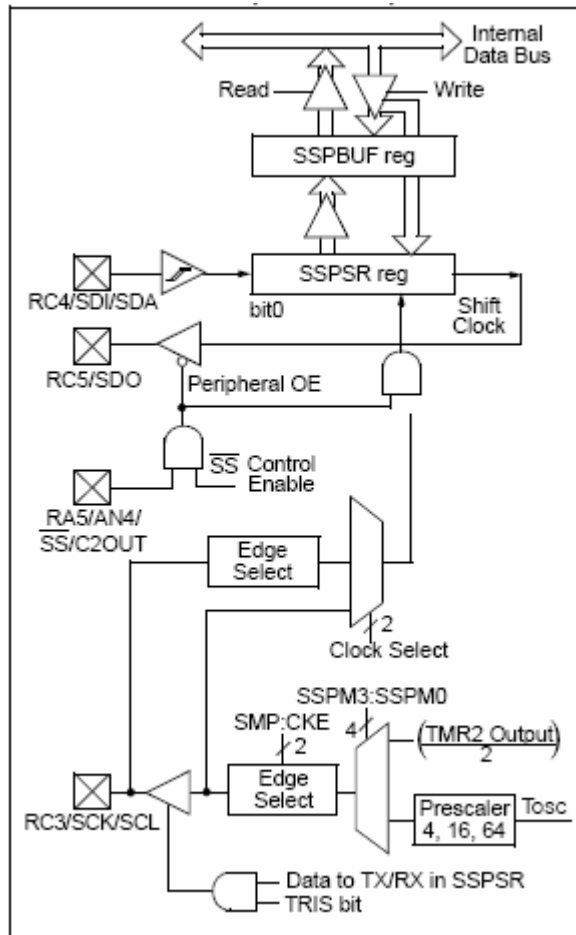 Internal
Data Bus
Read
Write
SSPBUF reg
SSPSR reg
RC4/SDI/SDA
bit0
Shift
Clock
RC5/SDO
Peripheral OE
SS Control
Enable
RA5/AN4/
SS/C2OUT
Edge
Select
2
Clock Select
SSPM3:SSPM0
SMP:CKE
4
(TMR2 Output)
2
2
Edge
Select
Prescaler
4, 16, 64
Tosc
RC3/SCK/SCL
Data to TX/RX in SSPSR
TRIS bit